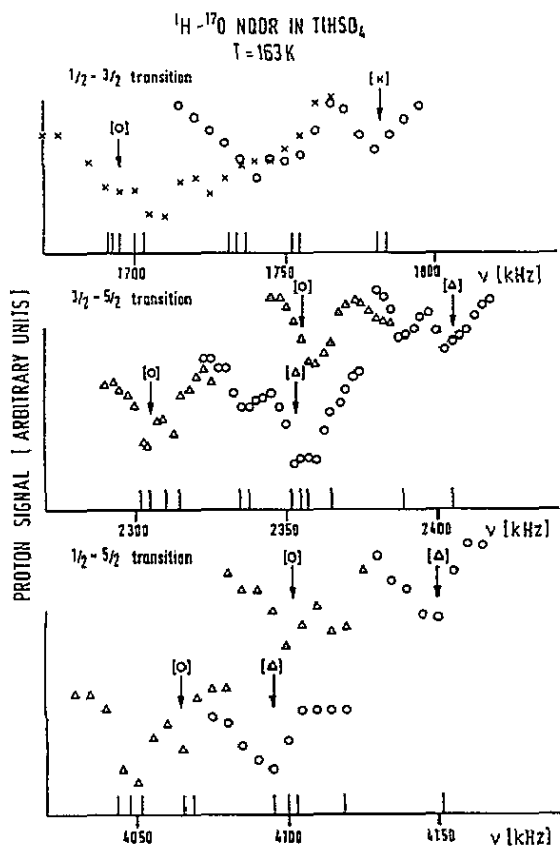 ¹H-¹⁷O NQDR IN TlHSO₄
T = 163 K
1/2 - 3/2 transition
[O]
[x]
1700
1750
1800
ν [kHz]
3/2 - 5/2 transition
[O]
[Δ]
[O]
[Δ]
2300
2350
2400
ν [kHz]
1/2 - 5/2 transition
[O]
[Δ]
[O]
[Δ]
4050
4100
4150
ν [kHz]
PROTON SIGNAL [ARBITRARY UNITS]